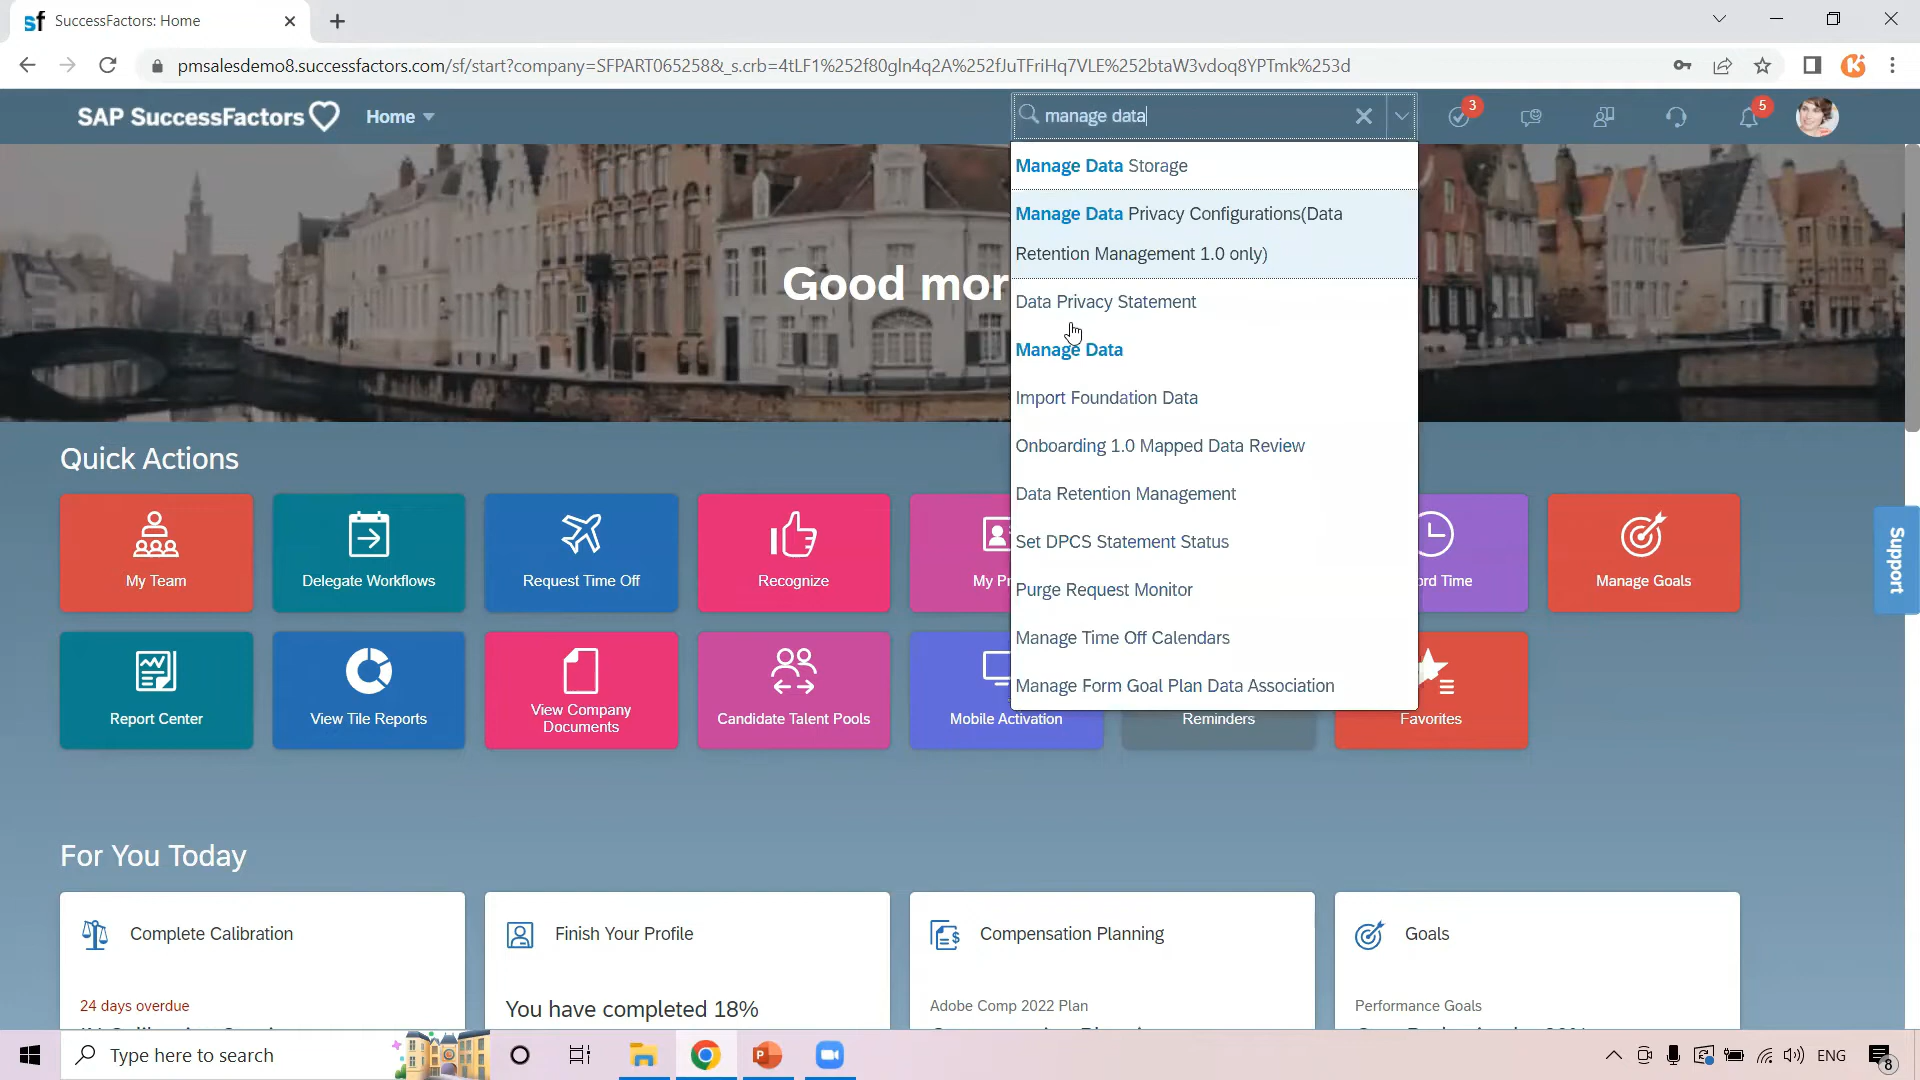 SuccessFactors: Home
pmsalesdemo8.successfactors.com/sf/start?company=SFPART065258&_s.crb=4tLF1%252f80gln4q2A%252fJuTFriHq7VLE%252btaW3vdoq8YPTmk%253d
SAP SuccessFactors
Home
manage data
3
5
Manage Data Storage
Manage Data Privacy Configurations(Data
Retention Management 1.0 only)
Data Privacy Statement
Manage Data
Import Foundation Data
Onboarding 1.0 Mapped Data Review
Data Retention Management
Set DPCS Statement Status
Purge Request Monitor
Manage Time Off Calendars
Manage Form Goal Plan Data Association
Good mor
Quick Actions
My Team
Delegate Workflows
Request Time Off
Recognize
My Pr
ord Time
Manage Goals
Report Center
View Tile Reports
View Company
Documents
Candidate Talent Pools
Mobile Activation
Reminders
Favorites
Support
For You Today
Complete Calibration
24 days overdue
Finish Your Profile
You have completed 18%
Compensation Planning
Adobe Comp 2022 Plan
Goals
Performance Goals
Type here to search
ENG
8